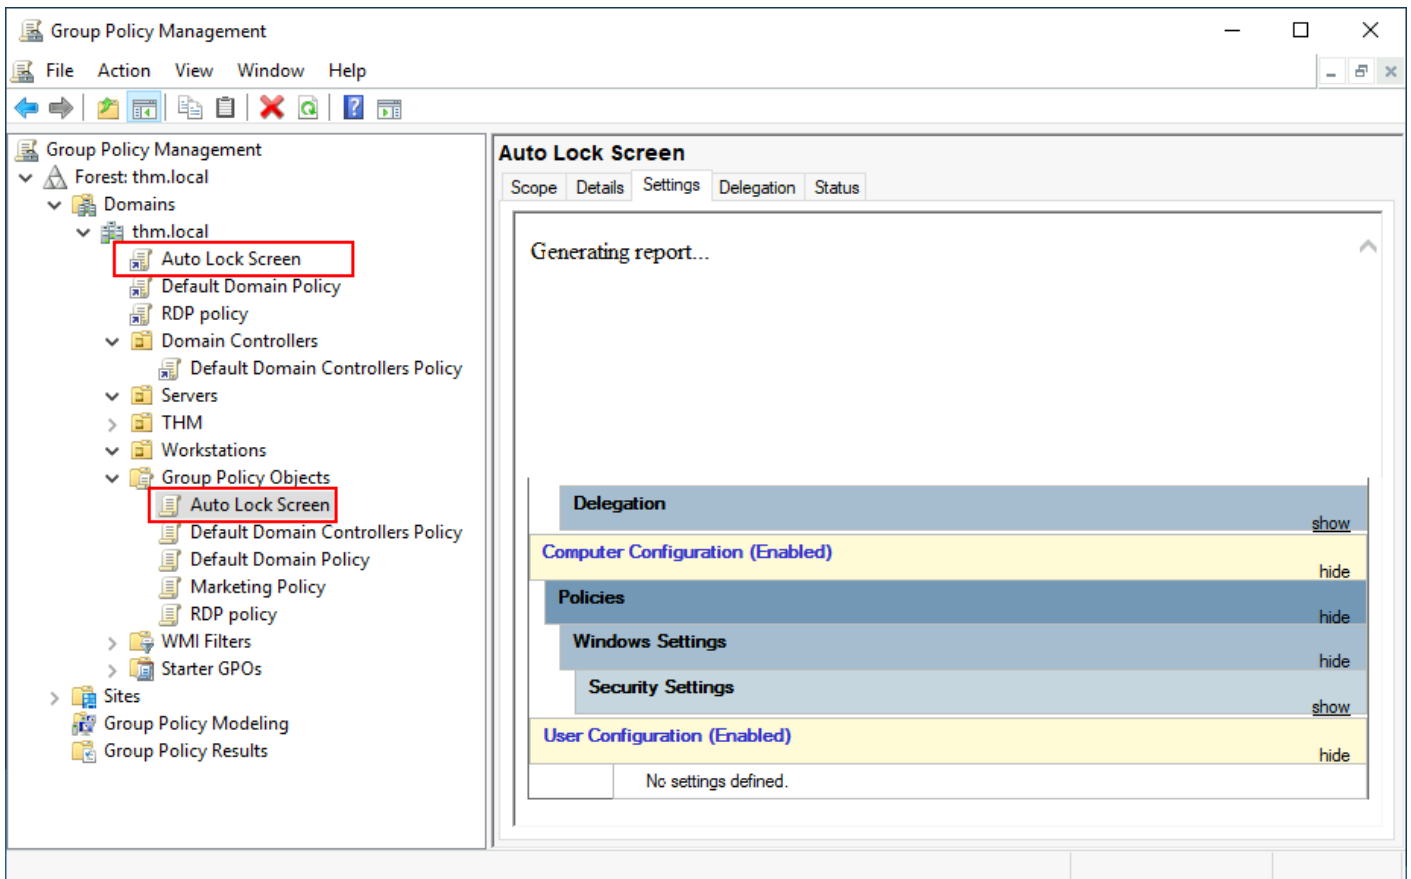 Group Policy Management
File Action View Window Help
Group Policy Management
Forest: thm.local
Domains
thm.local
Auto Lock Screen
Default Domain Policy
RDP policy
Domain Controllers
Default Domain Controllers Policy
Servers
THM
Workstations
Group Policy Objects
Auto Lock Screen
Default Domain Controllers Policy
Default Domain Policy
Marketing Policy
RDP policy
WMI Filters
Starter GPOs
Sites
Group Policy Modeling
Group Policy Results
Auto Lock Screen
Scope Details Settings Delegation Status
Generating report...
Delegation
show
Computer Configuration (Enabled)
hide
Policies
hide
Windows Settings
hide
Security Settings
show
User Configuration (Enabled)
hide
No settings defined.